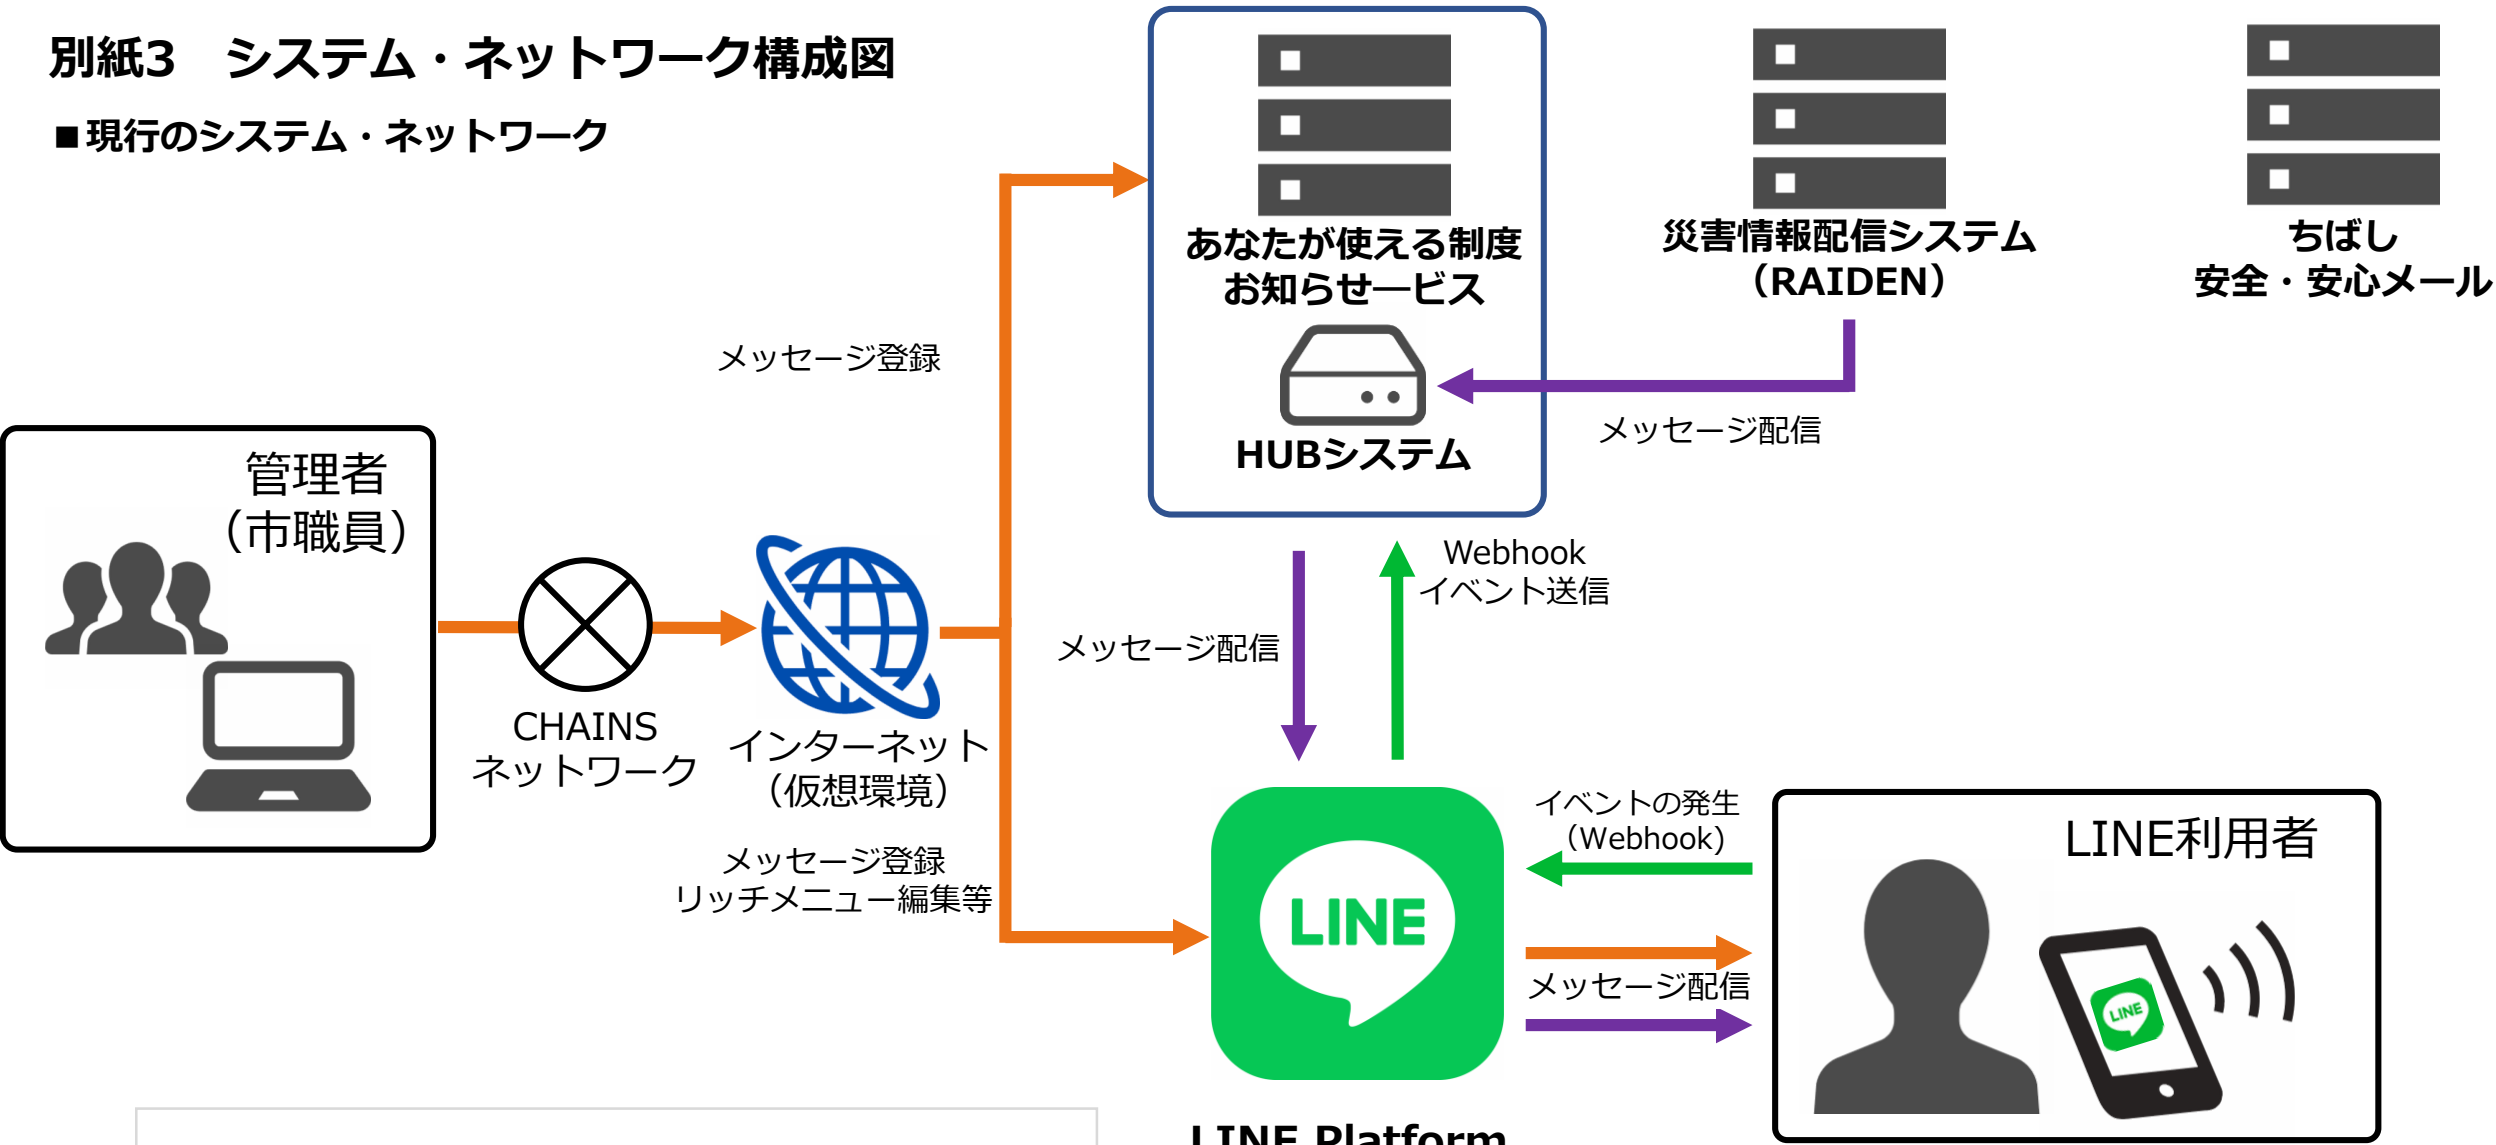 別紙3　システム・ネットワーク構成図
■現行のシステム・ネットワーク
あなたが使える制度
お知らせービス
HUBシステム
災害情報配信システム
（RAIDEN）
ちばし
安全・安心メール
メッセージ登録
メッセージ配信
管理者
（市職員）
CHAINS
ネットワーク
インターネット
（仮想環境）
Webhook
イベント送信
メッセージ配信
メッセージ登録
リッチメニュー編集等
イベントの発生
（Webhook）
LINE利用者
LINE
メッセージ配信
LINE
LINE Platform